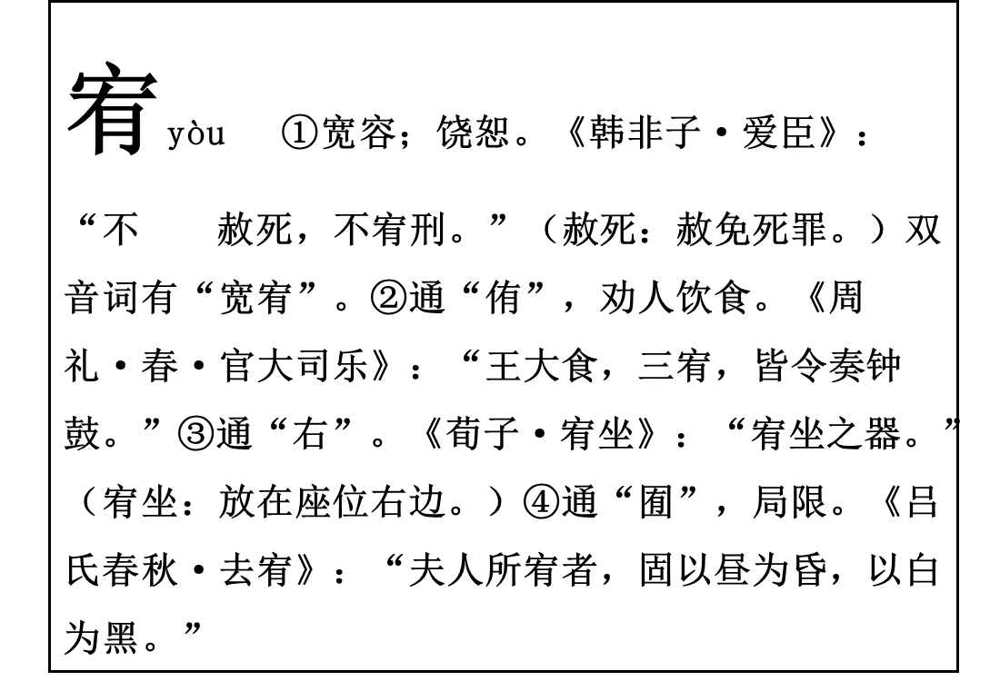 宥 yòu ①宽容；饶恕。《韩非子·爱臣》：
“不 赦死，不宥刑。”（赦死：赦免死罪。）双
音词有“宽宥”。②通“侑”，劝人饮食。《周
礼·春·官大司乐》：“王大食，三宥，皆令奏钟
鼓。”③通“右”。《荀子·宥坐》：“宥坐之器。”
（宥坐：放在座位右边。）④通“囿”，局限。《吕
氏春秋·去宥》：“夫人所宥者，固以昼为昏，以白
为黑。”